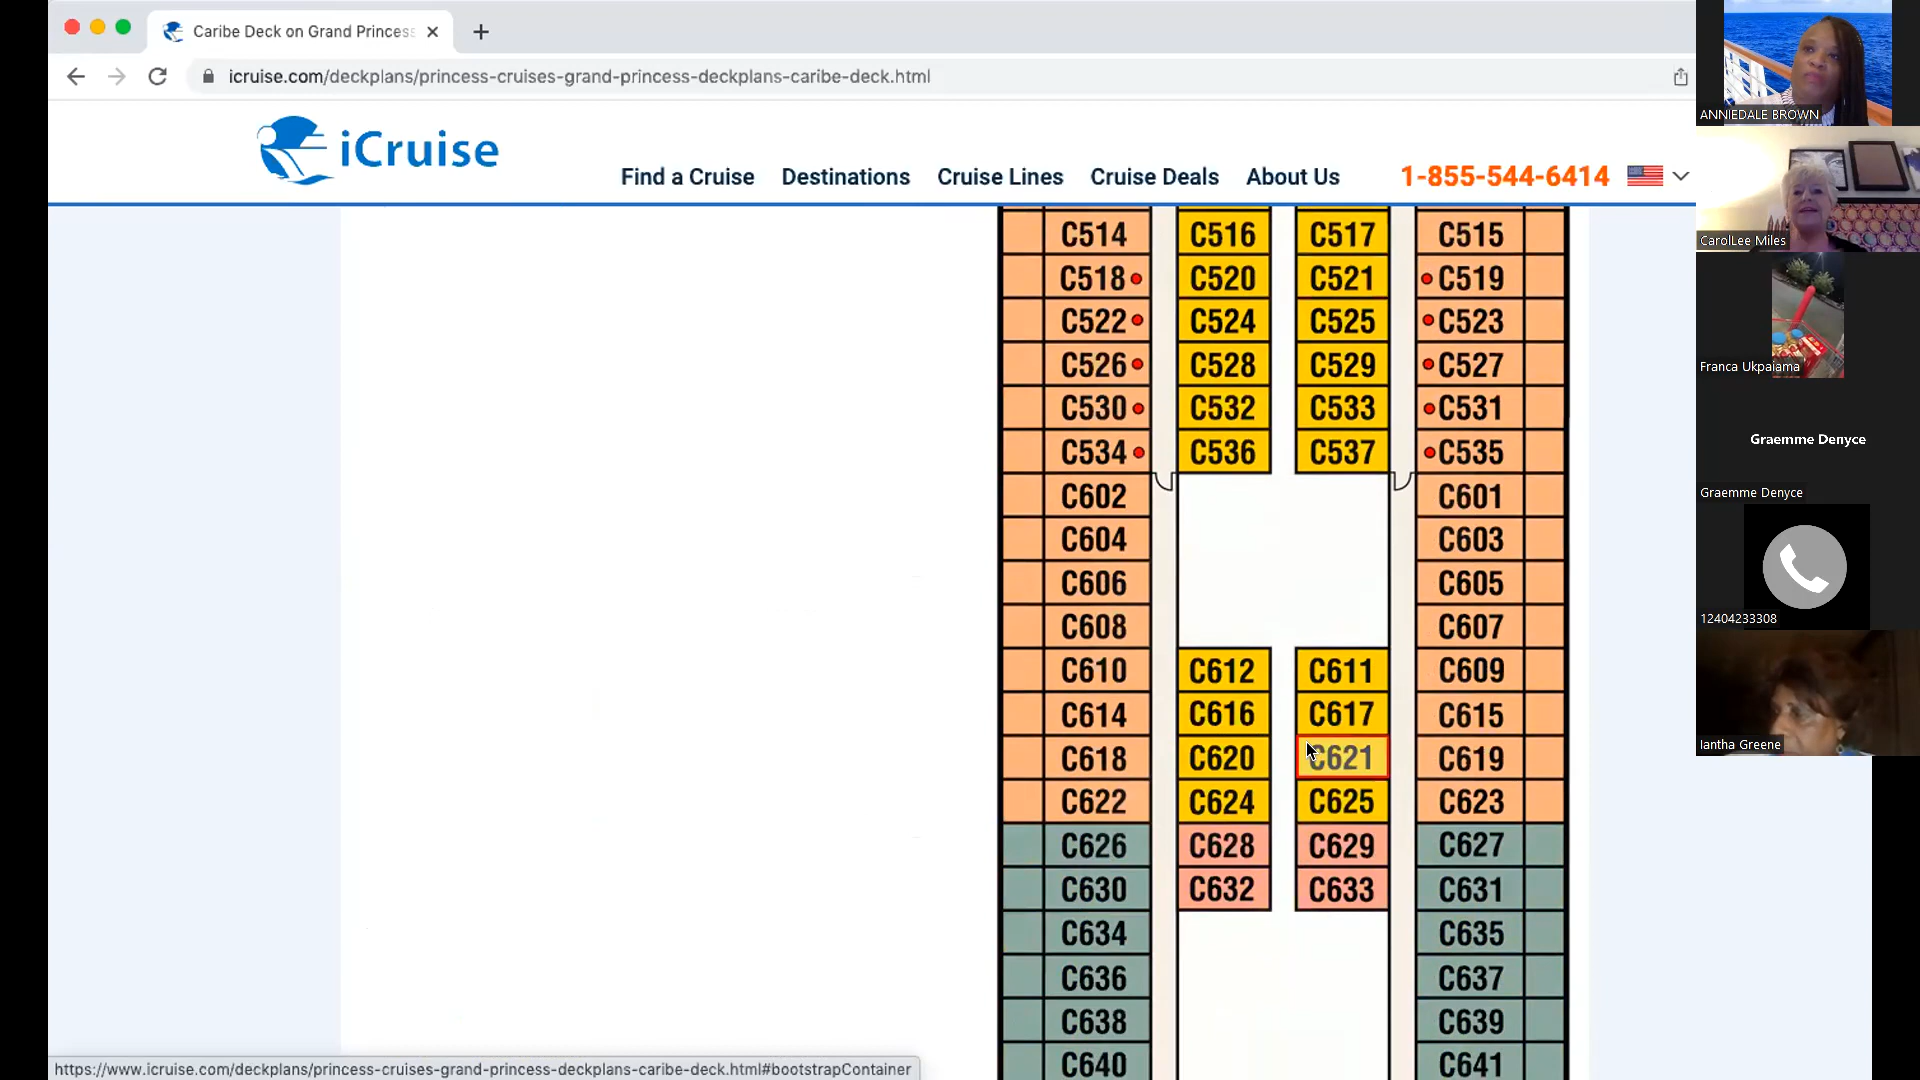 Caribe Deck on Grand Princess
icruise.com/deckplans/princess-cruises-grand-princess-deckplans-caribe-deck.html
iCruise
Find a Cruise Destinations Cruise Lines Cruise Deals About Us 1-855-544-6414
C514 C516 C517 C515
C518 C520 C521 C519
C522 C524 C525 C523
C526 C528 C529 C527
C530 C532 C533 C531
C534 C536 C537 C535
C602 C601
C604 C603
C606 C605
C608 C607
C610 C612 C611 C609
C614 C616 C617 C615
C618 C620 C621 C619
C622 C624 C625 C623
C626 C628 C629 C627
C630 C632 C633 C631
C634 C635
C636 C637
C638 C639
C640 C641
https://www.icruise.com/deckplans/princess-cruises-grand-princess-deckplans-caribe-deck.html#bootstrapContainer
ANNIEDALE BROWN
CarolLee Miles
Franca Ukpaiama
Graemme Denyce
Graemme Denyce
12404233308
Iantha Greene